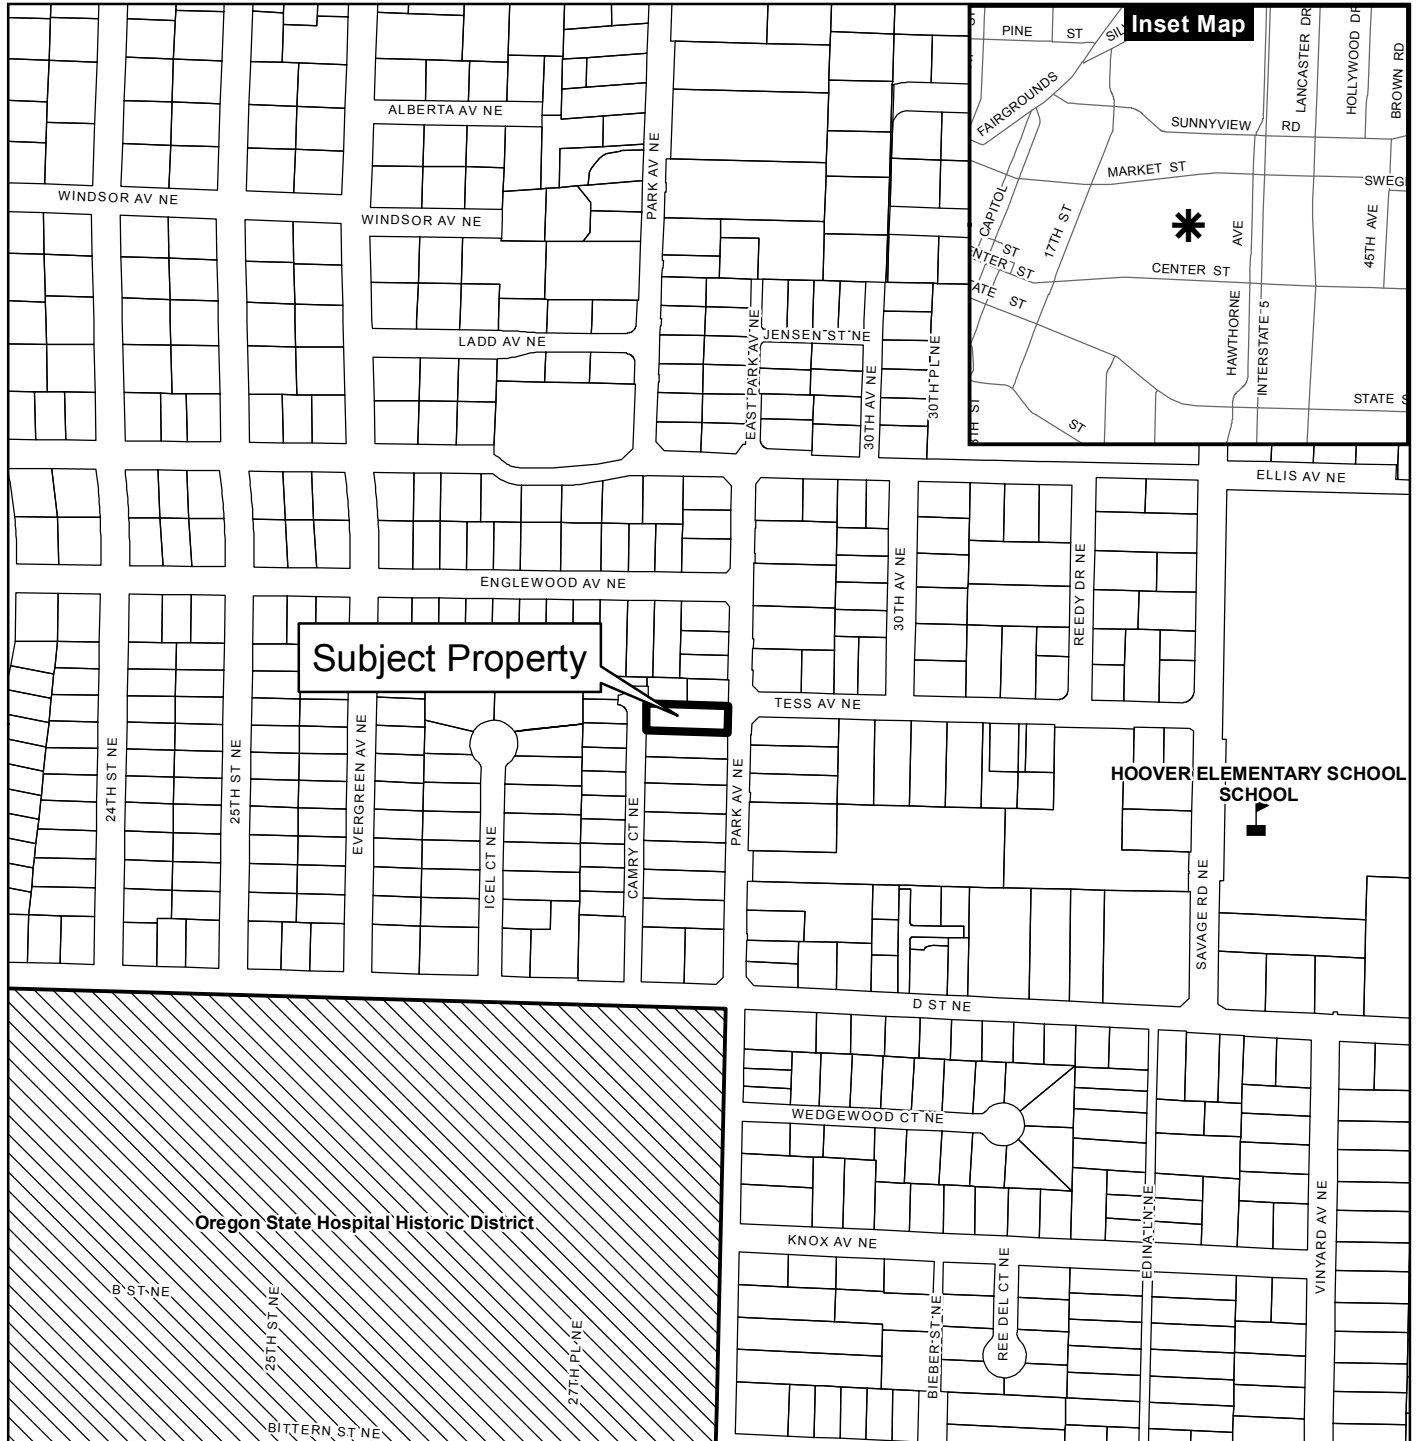 Inset Map
PINE ST
LANCASTER DR
HOLLYWOOD DR
BROWN RD
FAIRGROUNDS
SUNNYVIEW RD
MARKET ST
CAPITOL
ST
17TH ST
AVE
45TH AVE
ST
CENTER ST
ST
HAWTHORNE
INTERSTATE 5
STATE
ST
ALBERTA AV NE
PARK AV NE
WINDSOR AV NE
WINDSOR AV NE
LADD AV NE
EAST PARK AV NE
JENSEN ST NE
30TH AV NE
30TH PL NE
ELLIS AV NE
ENGLEWOOD AV NE
30TH AV NE
REEDY DR NE
Subject Property
TESS AV NE
24TH ST NE
25TH ST NE
EVERGREEN AV NE
ICEL CT NE
CAMRY CT NE
PARK AV NE
HOOVER ELEMENTARY SCHOOL
SCHOOL
SAVAGE RD NE
D ST NE
WEDGEWOOD CT NE
Oregon State Hospital Historic District
KNOX AV NE
EDINA LN NE
VINYARD AV NE
B ST NE
25TH ST NE
27TH PL NE
BIEBER ST NE
REE DEL CT NE
BITTERN ST NE